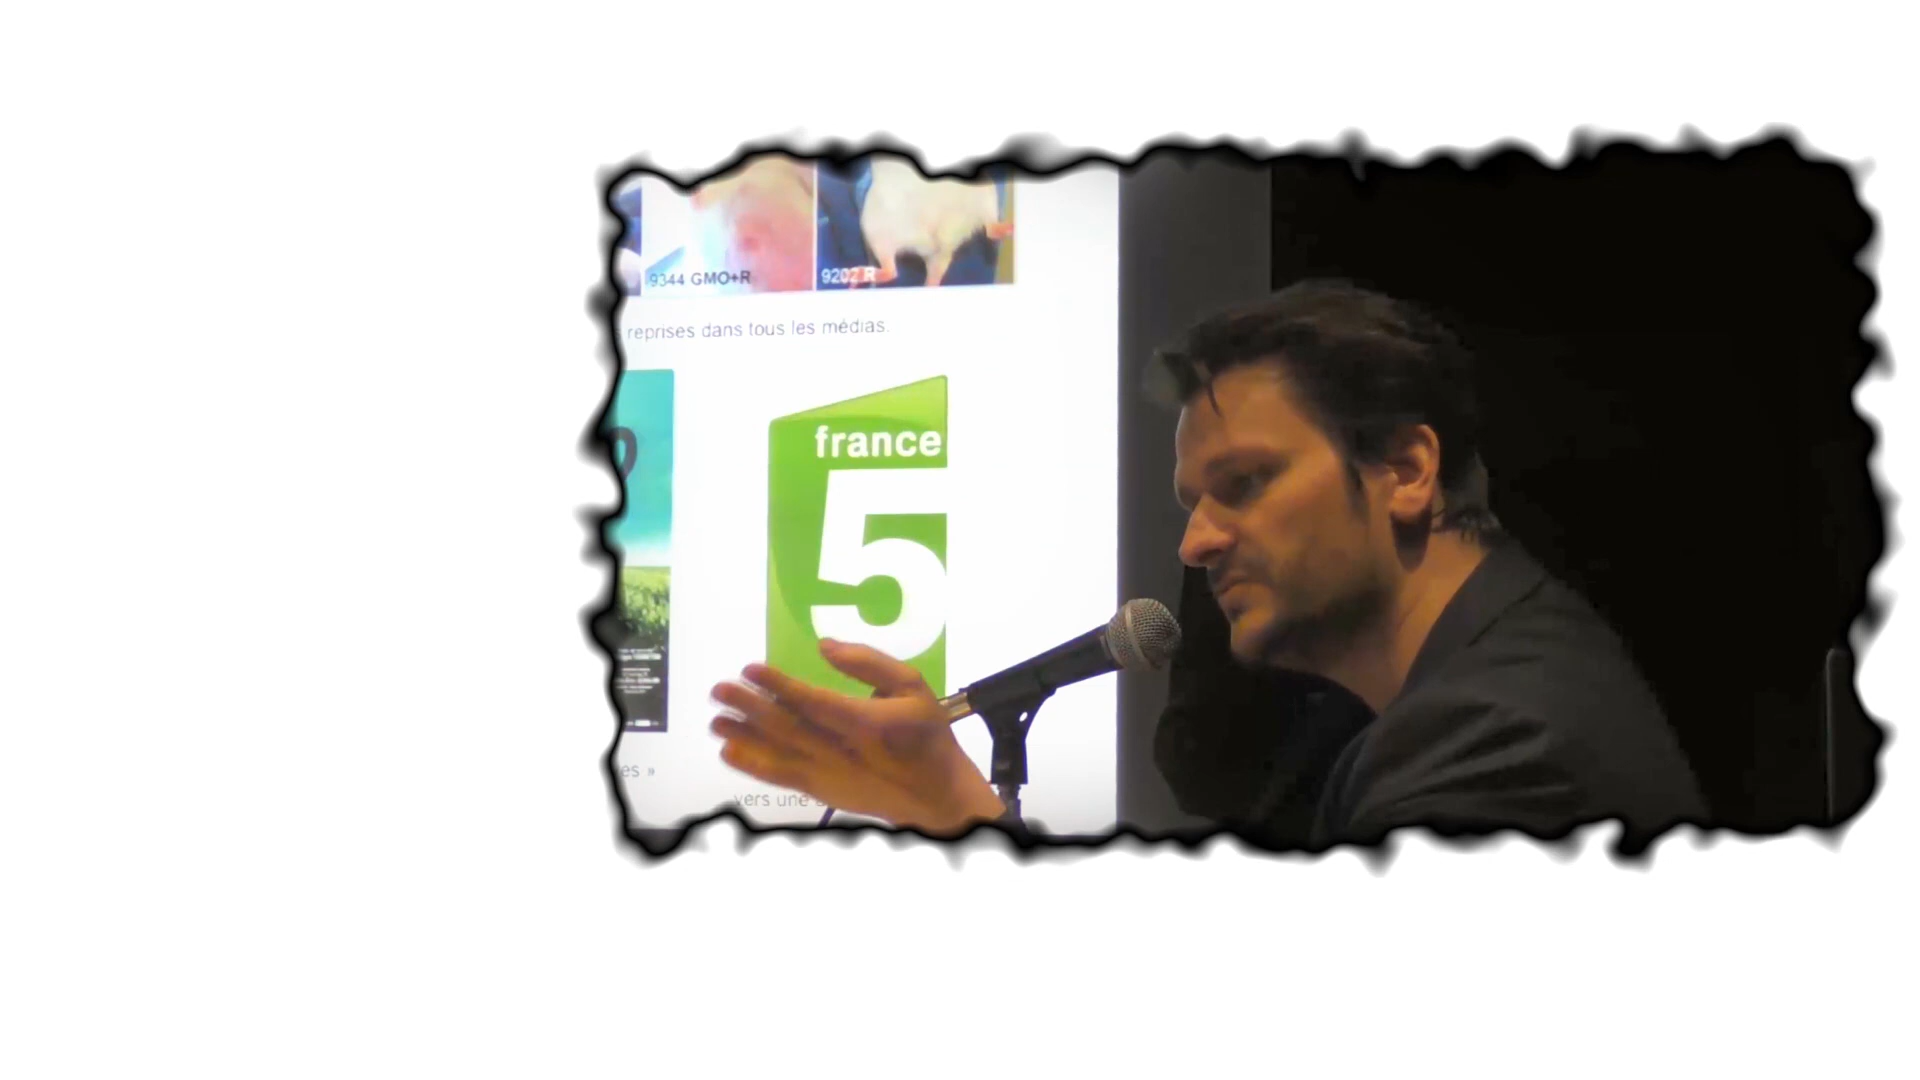 9344 GMO+R
9202 R
reprises dans tous les médias.
france
5
es »
vers une